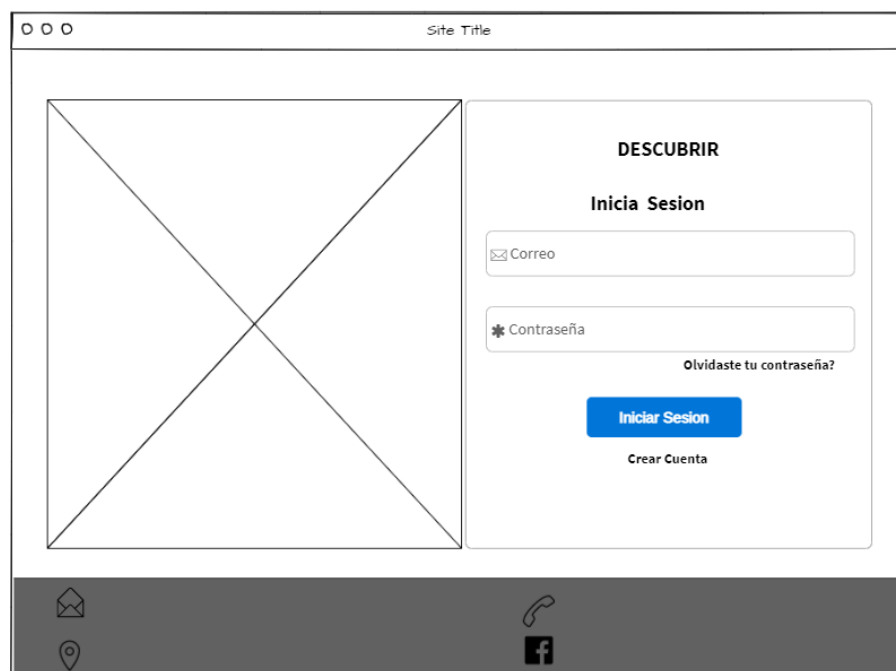 Site Title
DESCUBRIR
Inicia Sesion
Correo
Contraseña
Olvidaste tu contraseña?
Iniciar Sesion
Crear Cuenta